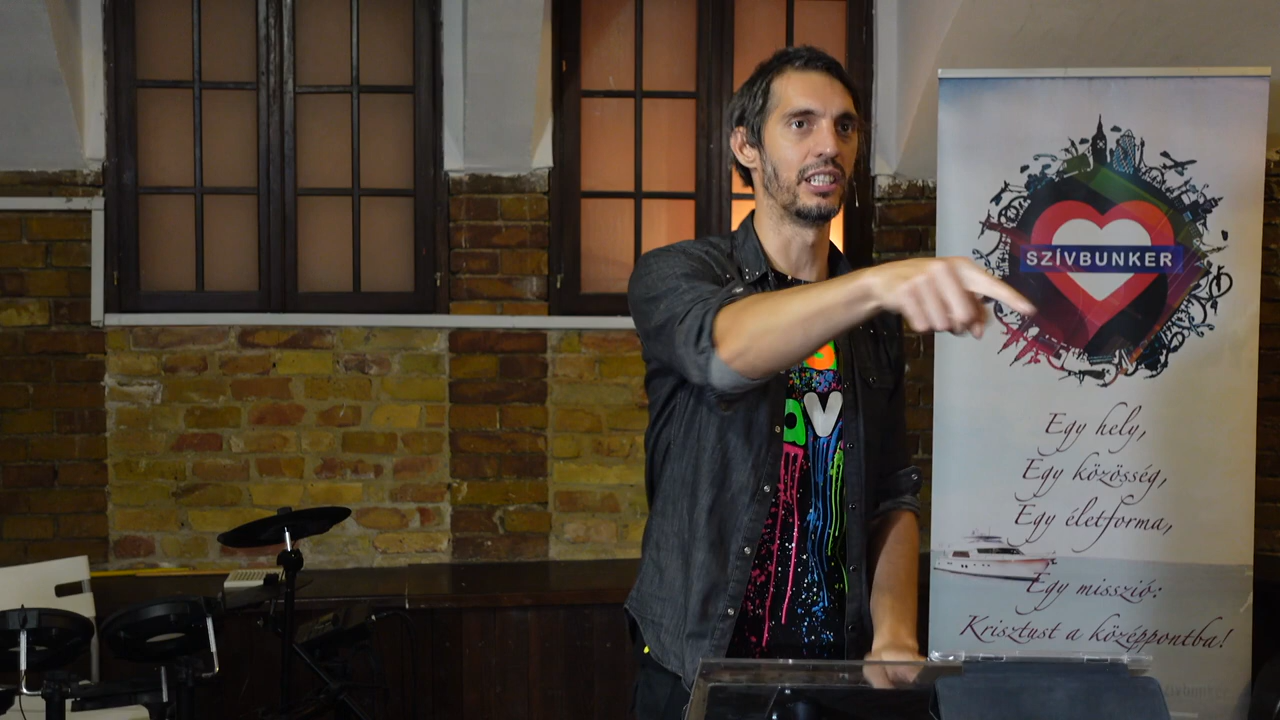 SZÍVBUNKER
Egy hely,
Egy közösség,
Egy életforma,
Egy misszió:
Krisztust a középpontba!